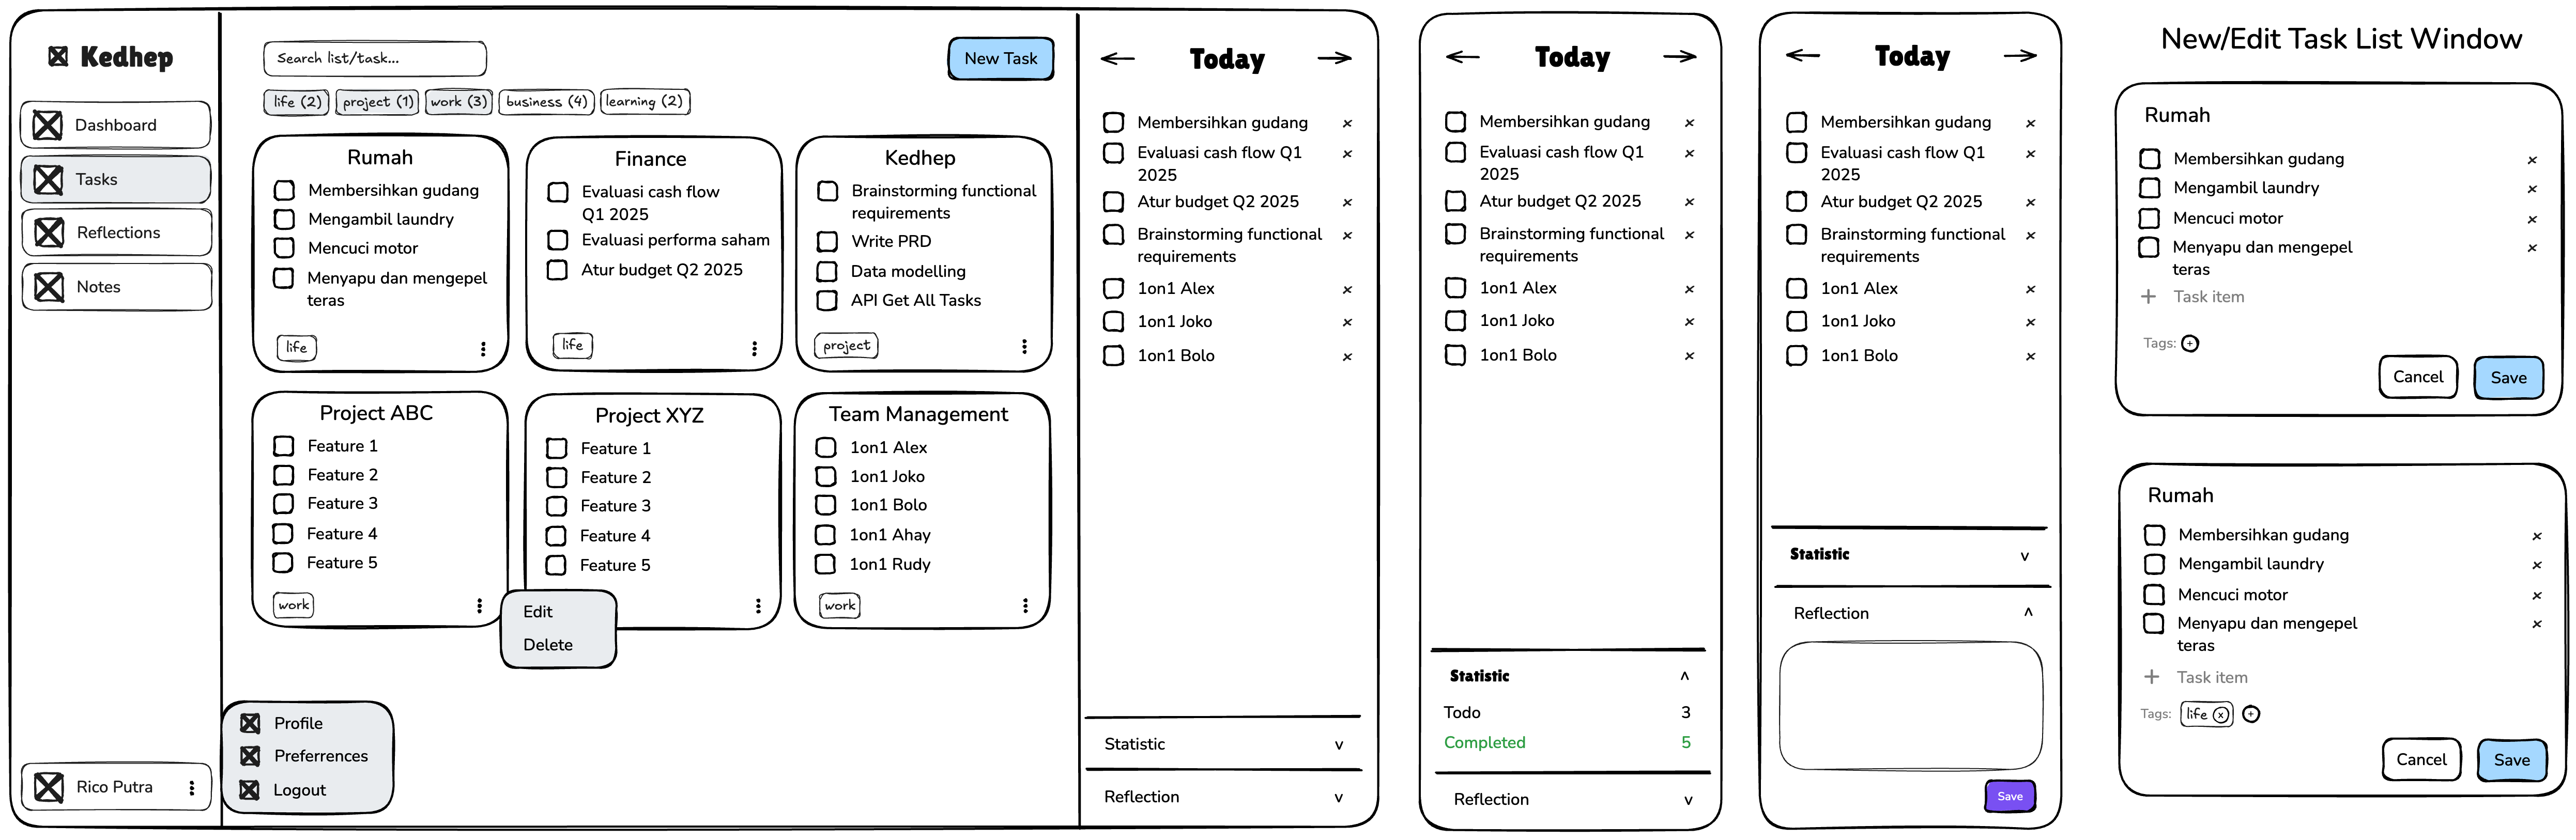 Kedhep
Dashboard
Tasks
Reflections
Notes
Rico Putra
Profile
Preferrences
Logout
Search list/task...
New Task
life (2)
project (1)
work (3)
business (4)
learning (2)
Rumah
Membersihkan gudang
Mengambil laundry
Mencuci motor
Menyapu dan mengepel
teras
life
Finance
Evaluasi cash flow
Q1 2025
Evaluasi performa saham
Atur budget Q2 2025
life
Kedhep
Brainstorming functional
requirements
Write PRD
Data modelling
API Get All Tasks
project
Project ABC
Feature 1
Feature 2
Feature 3
Feature 4
Feature 5
work
Edit
Delete
Project XYZ
Feature 1
Feature 2
Feature 3
Feature 4
Feature 5
Team Management
1on1 Alex
1on1 Joko
1on1 Bolo
1on1 Ahay
1on1 Rudy
work
Today
Membersihkan gudang
Evaluasi cash flow Q1
2025
Atur budget Q2 2025
Brainstorming functional
requirements
1on1 Alex
1on1 Joko
1on1 Bolo
Statistic
Reflection
Today
Membersihkan gudang
Evaluasi cash flow Q1
2025
Atur budget Q2 2025
Brainstorming functional
requirements
1on1 Alex
1on1 Joko
1on1 Bolo
Statistic
Todo 3
Completed 5
Reflection
Today
Membersihkan gudang
Evaluasi cash flow Q1
2025
Atur budget Q2 2025
Brainstorming functional
requirements
1on1 Alex
1on1 Joko
1on1 Bolo
Statistic
Reflection
Save
New/Edit Task List Window
Rumah
Membersihkan gudang
Mengambil laundry
Mencuci motor
Menyapu dan mengepel
teras
+ Task item
Tags: +
Cancel
Save
Rumah
Membersihkan gudang
Mengambil laundry
Mencuci motor
Menyapu dan mengepel
teras
+ Task item
Tags: life x +
Cancel
Save